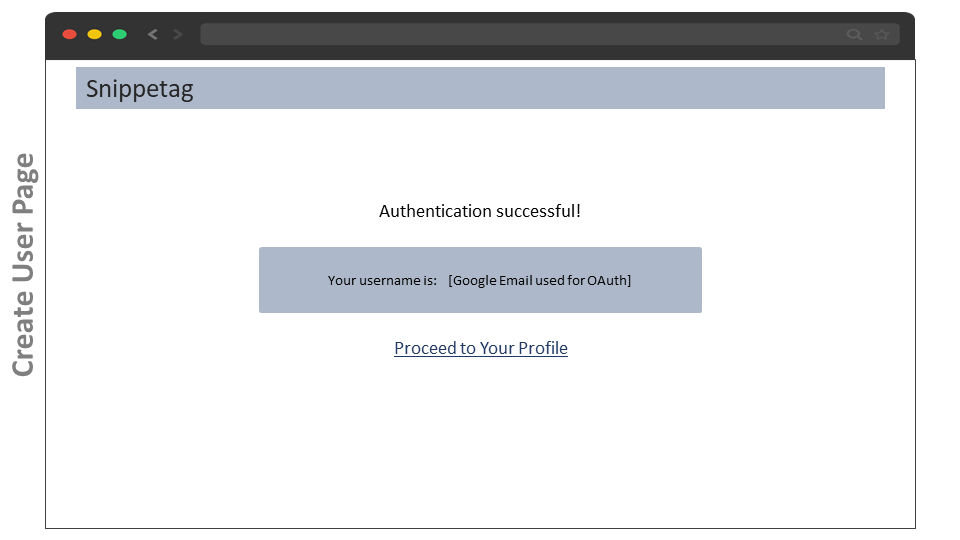 Snippetag
Create User Page
Authentication successful!
Your username is: [Google Email used for OAuth]
Proceed to Your Profile